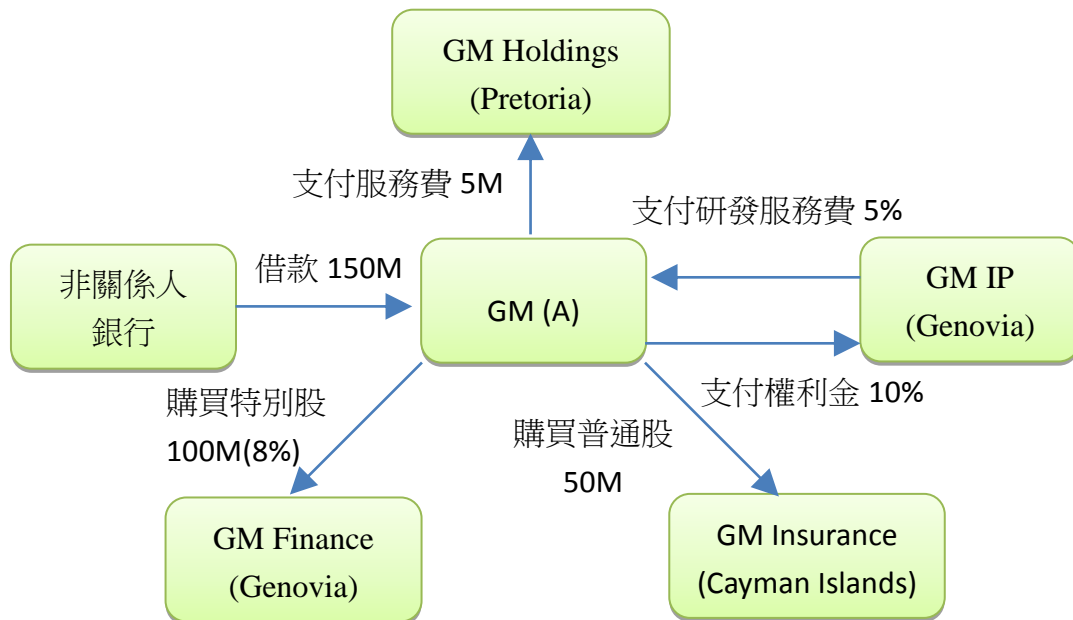 GM Holdings
(Pretoria)
支付服務費 5M
支付研發服務費 5%
非關係人
銀行
借款 150M
GM (A)
GM IP
(Genovia)
支付權利金 10%
購買特別股
100M(8%)
購買普通股
50M
GM Finance
(Genovia)
GM Insurance
(Cayman Islands)